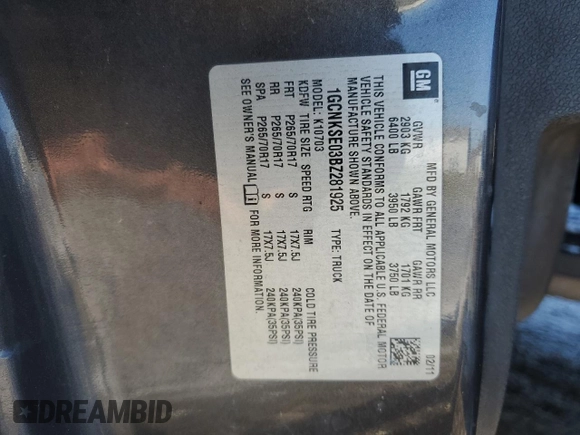 GM
MFD BY GENERAL MOTORS LLC 02/11
GVWR GAWR FRT GAWR RR
2903 KG 1792 KG 1701 KG
6400 LB 3950 LB 3750 LB
THIS VEHICLE CONFORMS TO ALL APPLICABLE U.S. FEDERAL MOTOR
VEHICLE SAFETY STANDARDS IN EFFECT ON THE DATE OF
MANUFACTURE SHOWN ABOVE.
1GCNKSE03BZ281925 TYPE: TRUCK
MODEL: K10703
KDFW TIRE SIZE SPEED RTG RIM COLD TIRE PRESSURE
FRT P265/70R17 S 17X7.5J 240KPA(35PSI)
RR P265/70R17 S 17X7.5J 240KPA(35PSI)
SPA P265/70R17 S 17X7.5J 240KPA(35PSI)
SEE OWNER'S MANUAL FOR MORE INFORMATION.
DREAMBID